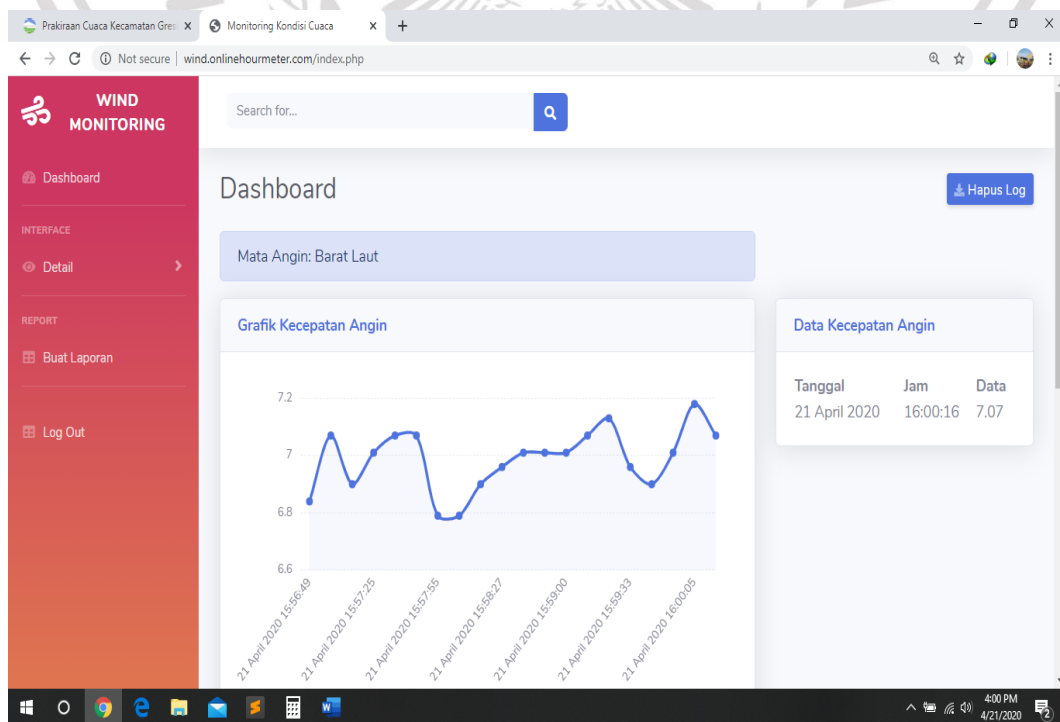 Prakiraan Cuaca Kecamatan Gres
Monitoring Kondisi Cuaca
Not secure | wind.onlinehourmeter.com/index.php
WIND
MONITORING
Search for...
Dashboard
Dashboard
Hapus Log
INTERFACE
Mata Angin: Barat Laut
Detail
REPORT
Grafik Kecepatan Angin
Data Kecepatan Angin
Buat Laporan
Tanggal Jam Data
21 April 2020 16:00:16 7.07
Log Out
7.2
7
6.8
6.6
21 April 2020 15:56:49
21 April 2020 15:57:25
21 April 2020 15:57:55
21 April 2020 15:58:27
21 April 2020 15:59:00
21 April 2020 15:59:33
21 April 2020 16:00:05
4:00 PM
4/21/2020
2